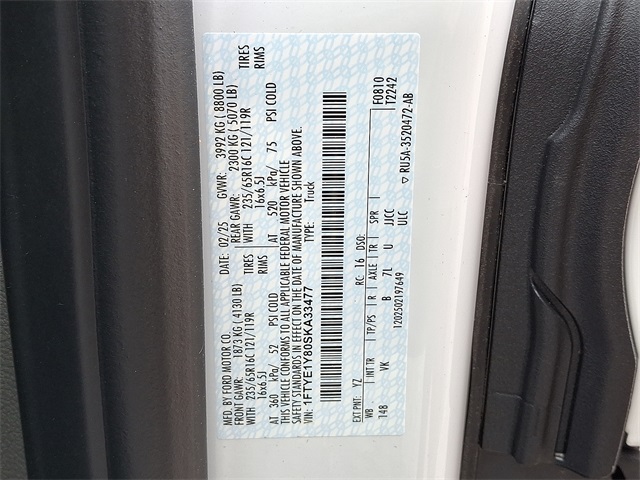 MFD. BY FORD MOTOR CO.
DATE: 02/25 GVWR: 3992 KG ( 8800 LB)
FRONT GAWR: 1873 KG ( 4130 LB) REAR GAWR: 2300 KG ( 5070 LB)
WITH 235/65R16C 121/119R TIRES WITH 235/65R16C 121/119R TIRES
16x6.5J RIMS 16x6.5J RIMS
AT 360 kPa/ 52 PSI COLD AT 520 kPa/ 75 PSI COLD
THIS VEHICLE CONFORMS TO ALL APPLICABLE FEDERAL MOTOR VEHICLE
SAFETY STANDARDS IN EFFECT ON THE DATE OF MANUFACTURE SHOWN ABOVE.
VIN: 1FTYE1Y80SKA33477 TYPE: Truck
F0810
T2242
EXT PNT: YZ RC: 16 DSO:
WB INT TR TP/PS R AXLE TR SPR
148 VK B 7L U JJCC
ULC
1202502197649
▽ RU5A-3520472-AB